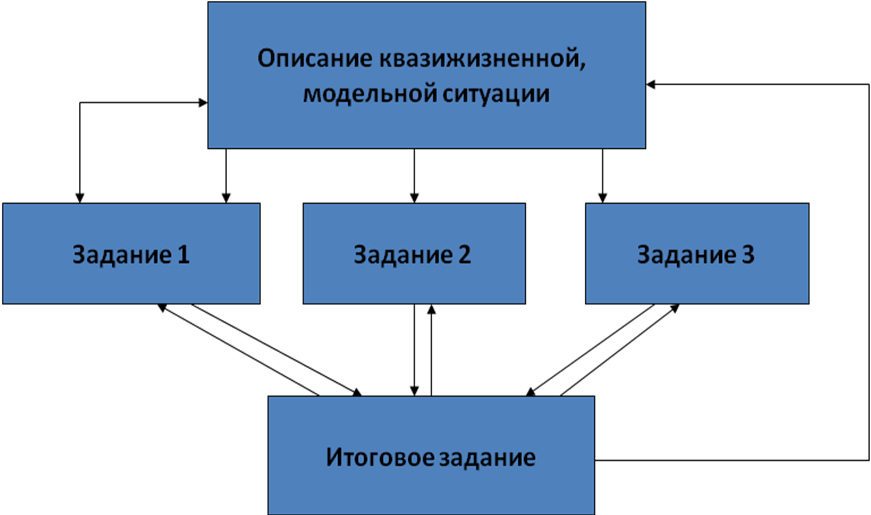 Описание квазижизненной,
модельной ситуации
Задание 1
Задание 2
Задание 3
Итоговое задание